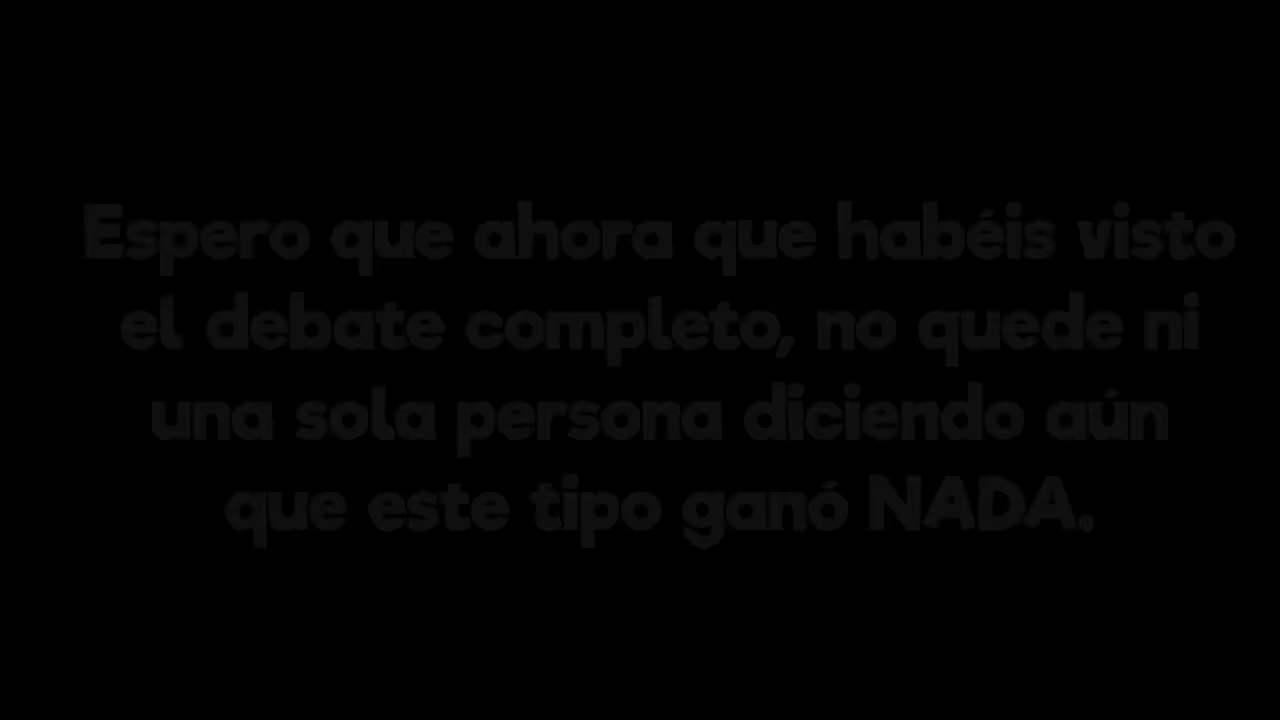 Espero que ahora que habéis visto
el debate completo, no quede ni
una sola persona diciendo aún
que este tipo ganó NADA.